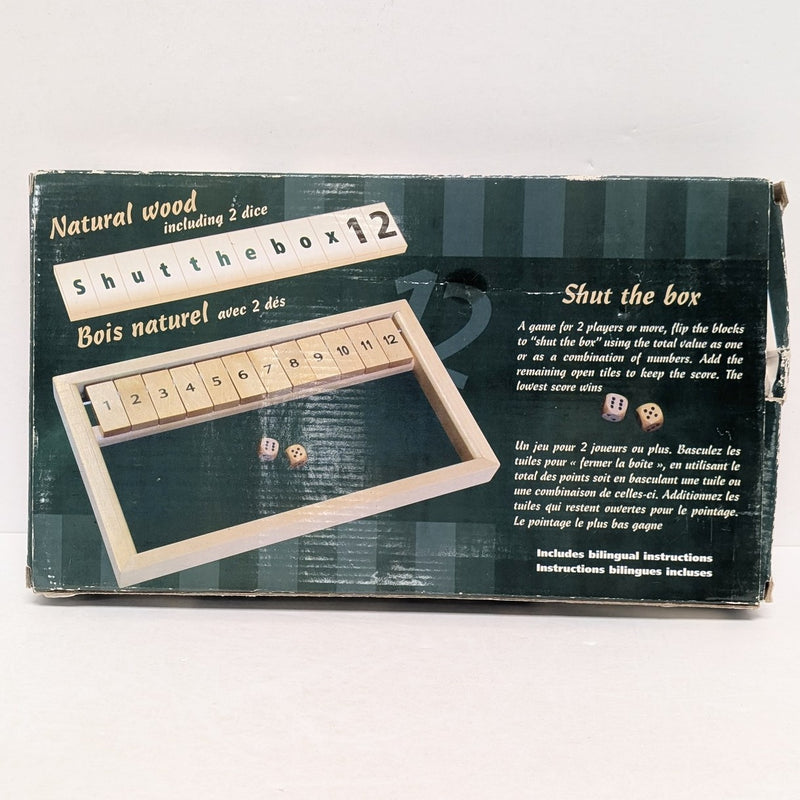 Natural wood
including 2 dice
Shut the box 12
Bois naturel avec 2 dés
1 2 3 4 5 6 7 8 9 10 11 12
12
Shut the box
A game for 2 players or more, flip the blocks
to "shut the box" using the total value as one
or as a combination of numbers. Add the
remaining open tiles to keep the score. The
lowest score wins
Un jeu pour 2 joueurs ou plus. Basculez les
tuiles pour « fermer la boîte », en utilisant le
total des points soit en basculant une tuile ou
une combinaison de celles-ci. Additionnez les
tuiles qui restent ouvertes pour le pointage.
Le pointage le plus bas gagne
Includes bilingual instructions
Instructions bilingues incluses